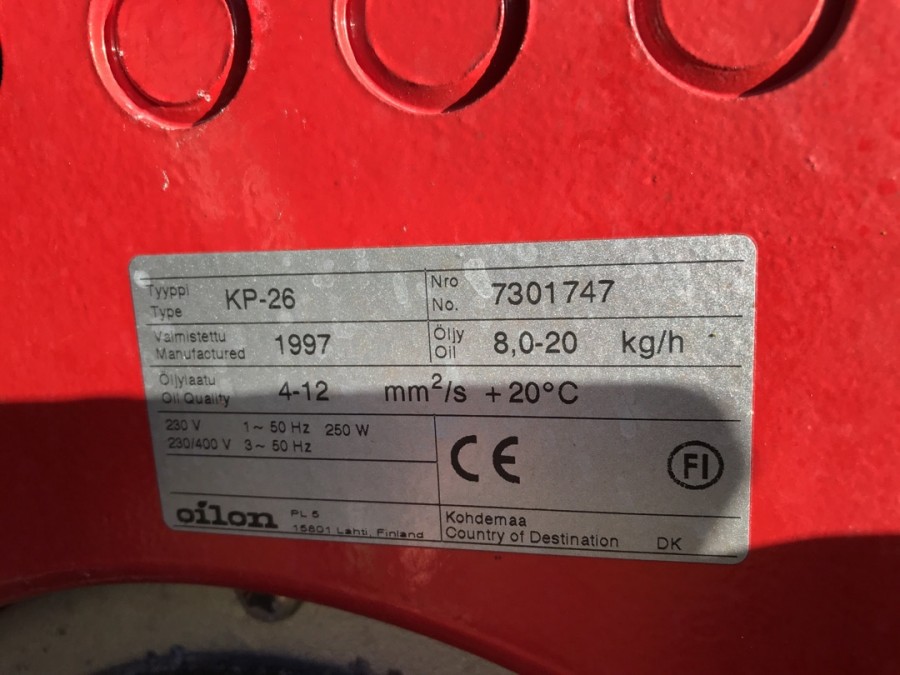 Tyyppi
Type
KP-26
Nro
No.
7301747
Valmistettu
Manufactured
1997
Öljy
Oil
8,0-20 kg/h
Öljylaatu
Oil Quality
4-12 mm²/s +20°C
230 V 1~ 50 Hz 250 W
230/400 V 3~ 50 Hz
CE
FI
oilon
PL 5
15801 Lahti, Finland
Kohdemaa
Country of Destination DK